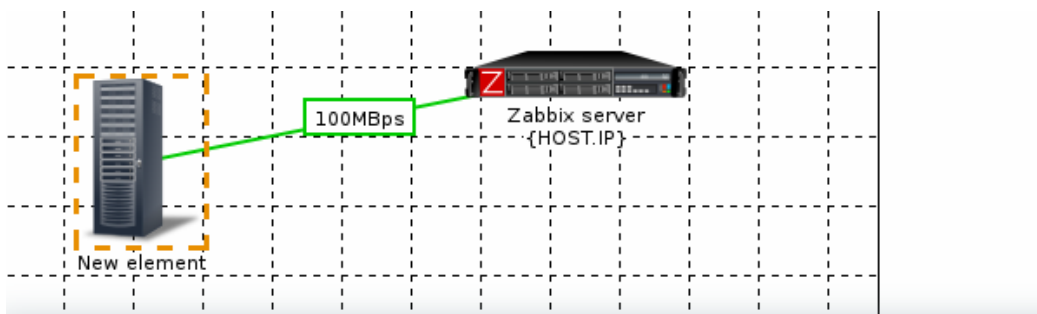 Z
100MBps
Zabbix server
{HOST.IP}
New element